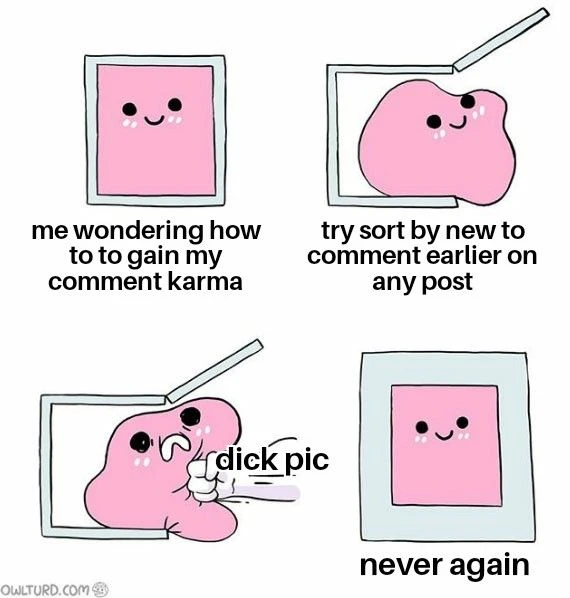 me wondering how
to to gain my
comment karma
try sort by new to
comment earlier on
any post
dick pic
never again
OWLTURD.COM